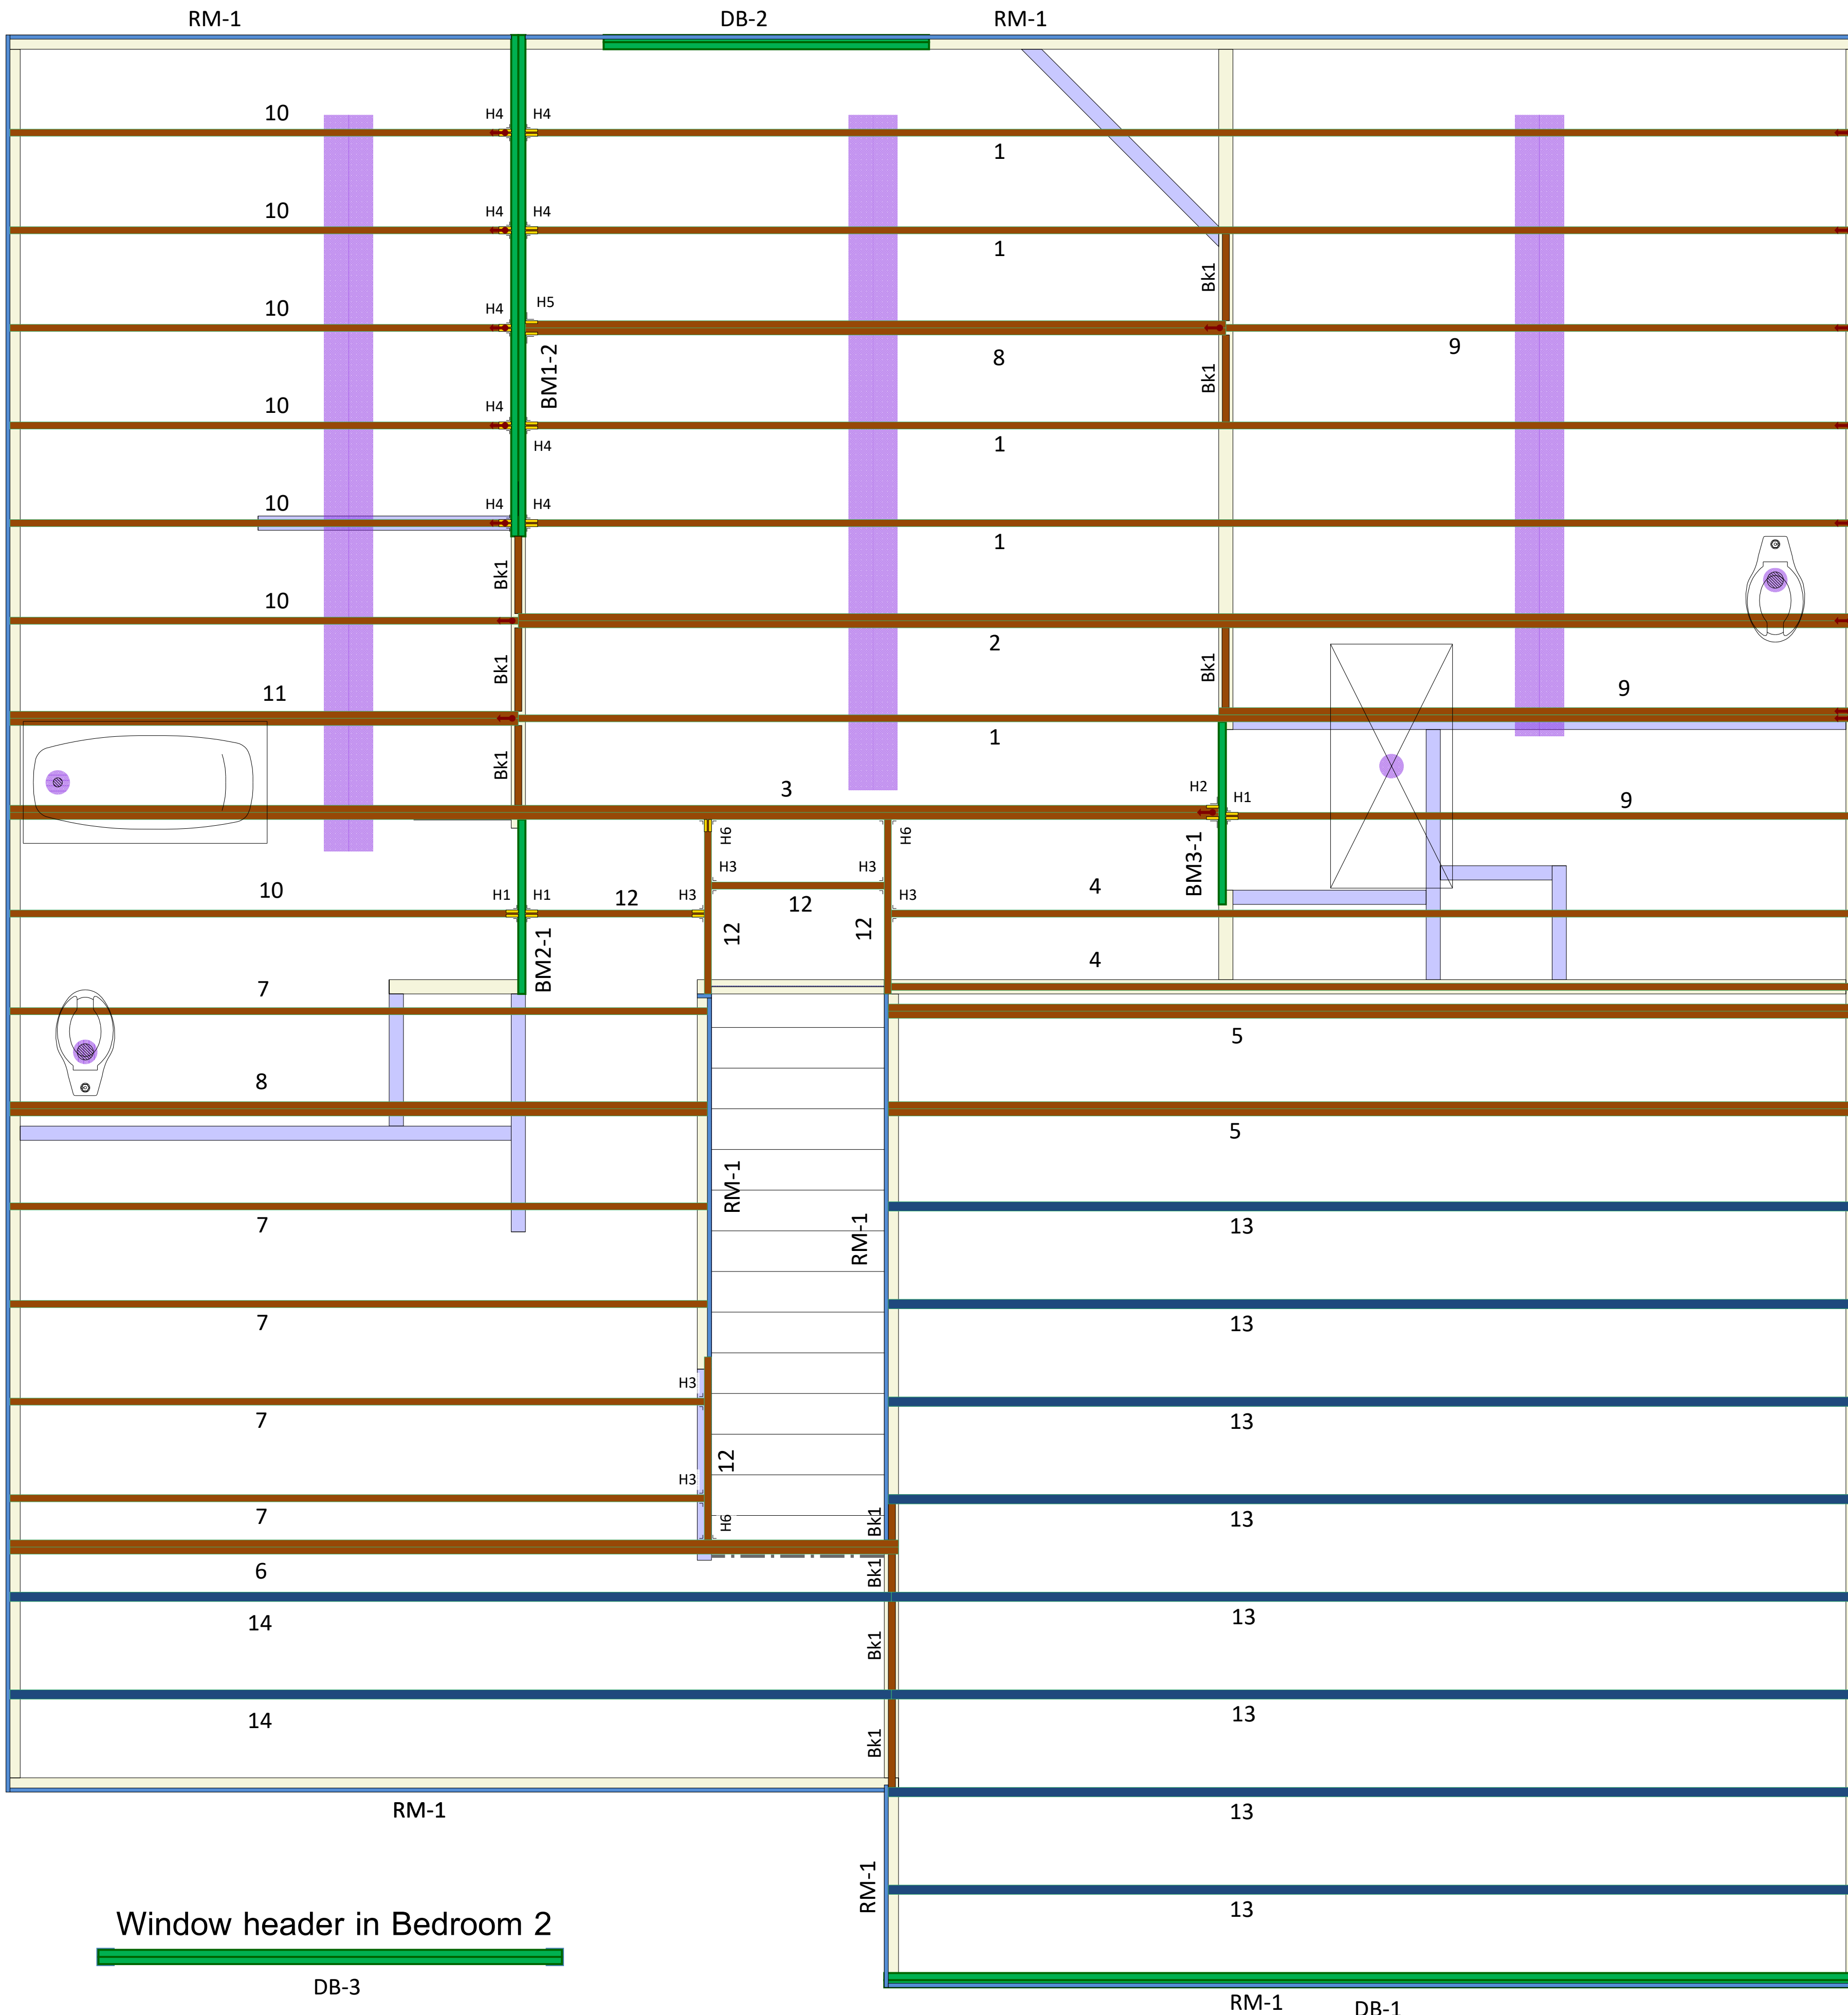 RM-1 DB-2 RM-1
10 H4 H4
1
10 H4 H4
1
Bk1
10 H4 H5
BM1-2
8 9
Bk1
10 H4
H4
1
10 H4 H4
1
Bk1
10
2
Bk1 Bk1
11 9
1
Bk1
3 H2 H1 9
H6 H6
H3 H3
BM3-1
10 H1 H1 12 H3 12 H3 4
12 12
BM2-1
4
7
5
8
5
RM-1
7 RM-1 13
7 13
H3
7 13
12
H3
7 H6 Bk1 13
6 Bk1
14 13
Bk1
14 13
Bk1
RM-1 13
RM-1
13
Window header in Bedroom 2
DB-3
RM-1 DB-1